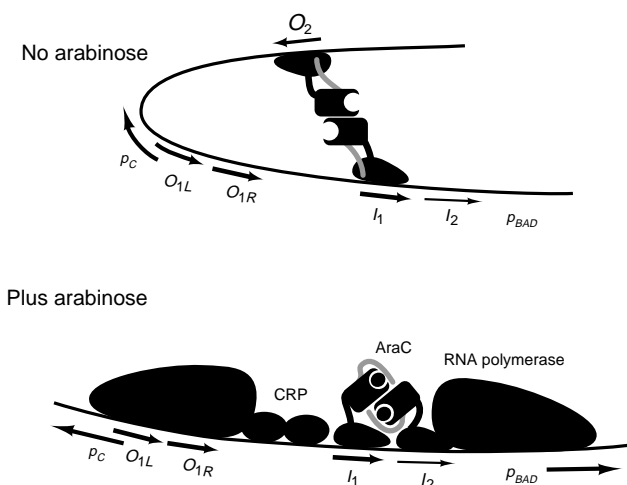 O2
No arabinose
pC
O1L
O1R
I1
I2
pBAD
Plus arabinose
AraC
RNA polymerase
CRP
pC
O1L
O1R
I1
I2
pBAD